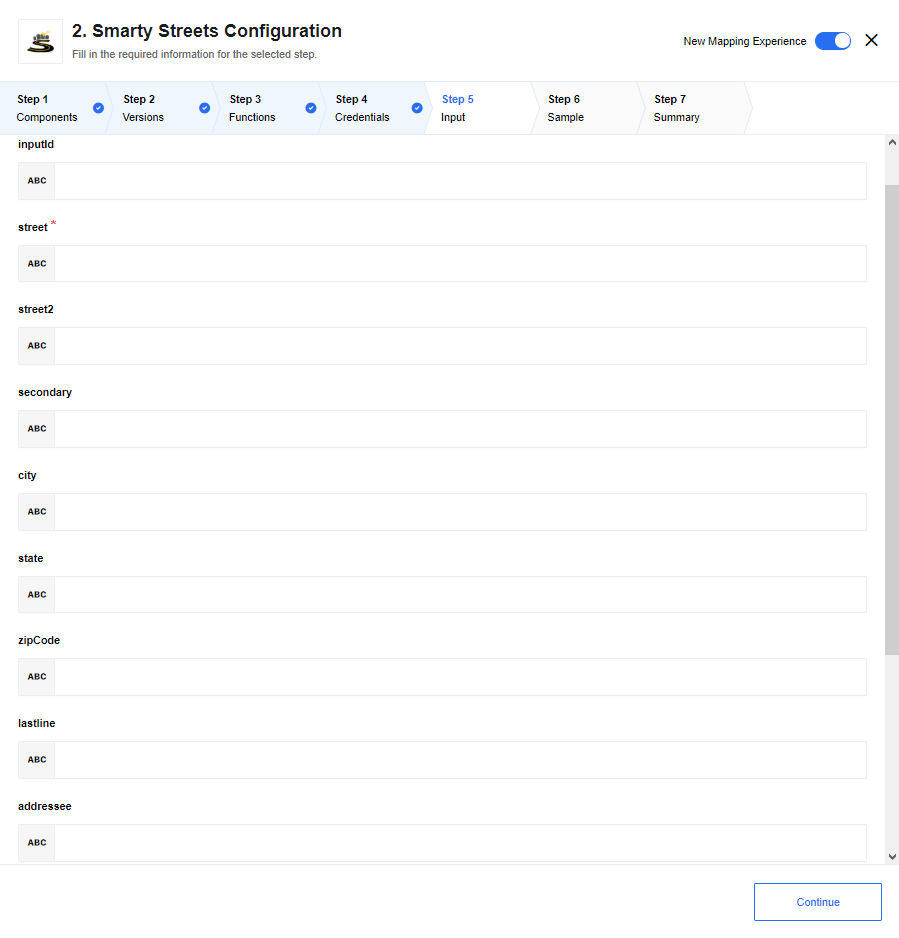 2. Smarty Streets Configuration
Fill in the required information for the selected step.
New Mapping Experience
Step 1
Components
Step 2
Versions
Step 3
Functions
Step 4
Credentials
Step 5
Input
Step 6
Sample
Step 7
Summary
inputId
ABC
street *
ABC
street2
ABC
secondary
ABC
city
ABC
state
ABC
zipCode
ABC
lastline
ABC
addressee
ABC
Continue